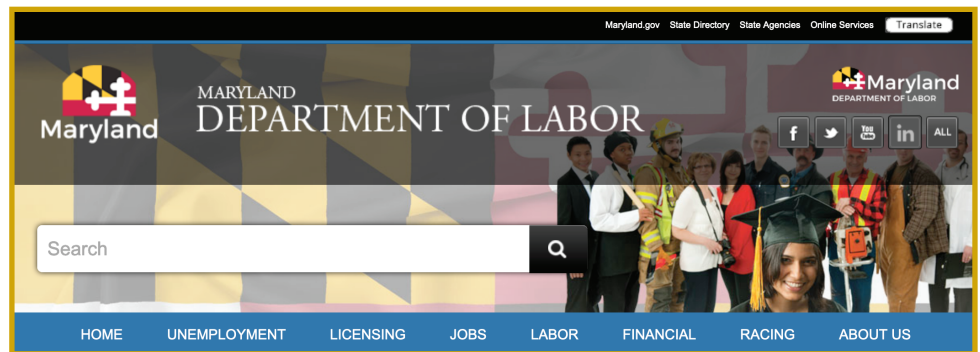 Maryland.gov State Directory State Agencies Online Services Translate
Maryland
MARYLAND
DEPARTMENT OF LABOR
Maryland
DEPARTMENT OF LABOR
f You Tube in ALL
Search
HOME UNEMPLOYMENT LICENSING JOBS LABOR FINANCIAL RACING ABOUT US